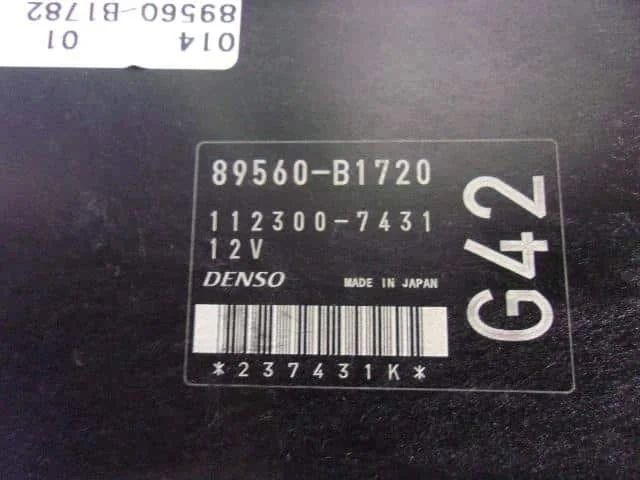 014
01
89560-B1782
89560-B1720
112300-7431
12V
DENSO MADE IN JAPAN
*237431K*
G42